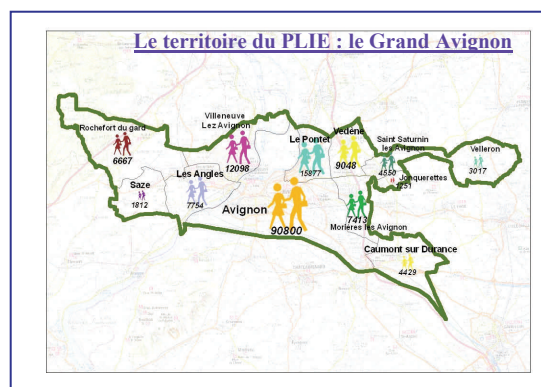 Le territoire du PLIE : le Grand Avignon
Villeneuve
Lez Avignon
12098
Rochefort du gard
6667
Le Pontet
15877
Vedène
9048
Saint Saturnin
les Avignon
4550
Velleron
3017
Jonquerettes
1251
Saze
1812
Les Angles
7754
Avignon
90800
7413
Morières les Avignon
Caumont sur Durance
4429